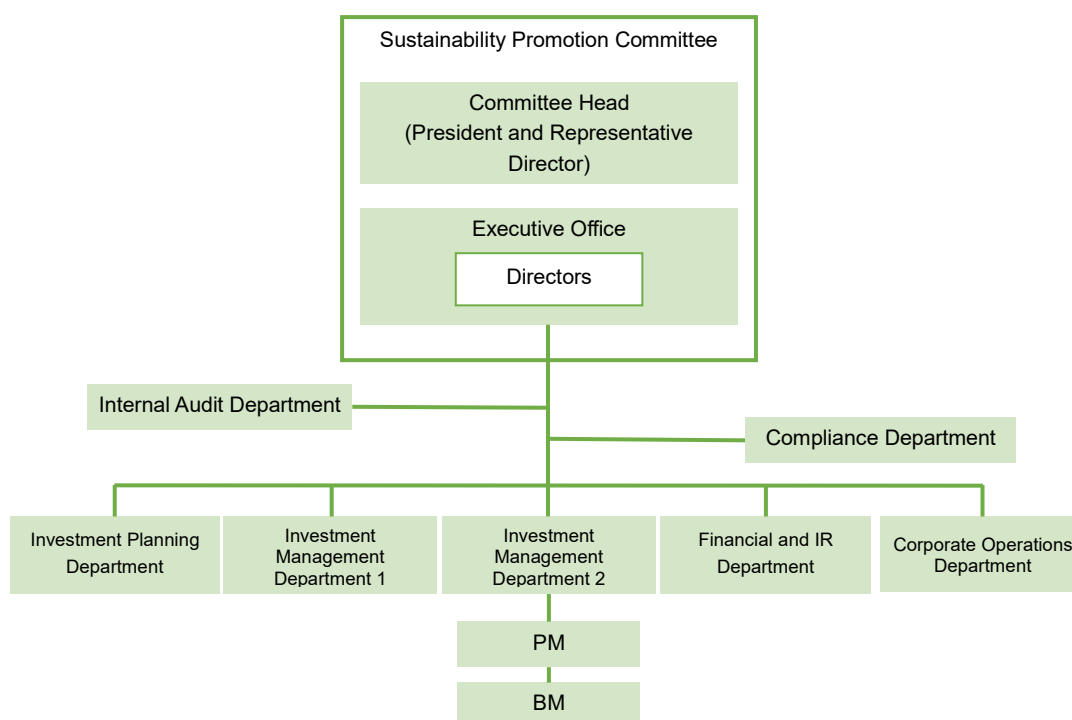 Sustainability Promotion Committee
Committee Head
(President and Representative
Director)
Executive Office
Directors
Internal Audit Department
Compliance Department
Investment Planning
Department
Investment
Management
Department 1
Investment
Management
Department 2
Financial and IR
Department
Corporate Operations
Department
PM
BM